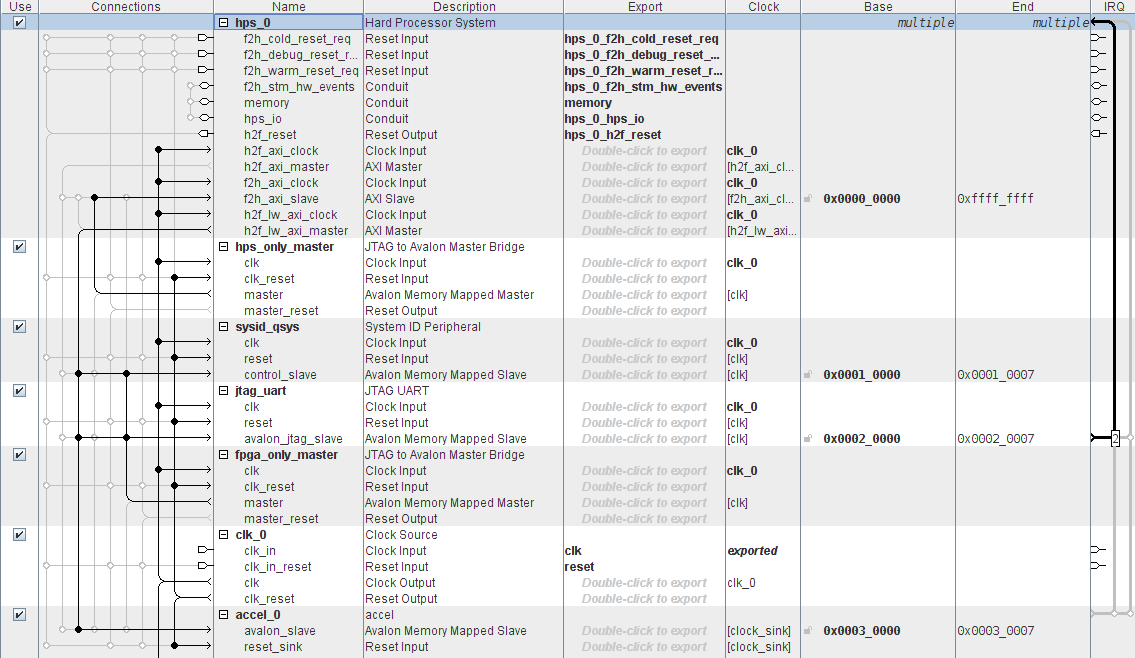 Use Connections Name Description Export Clock Base End IRQ
hps_0 Hard Processor System multiple multiple
f2h_cold_reset_req Reset Input hps_0_f2h_cold_reset_req
f2h_debug_reset_r... Reset Input hps_0_f2h_debug_reset_...
f2h_warm_reset_req Reset Input hps_0_f2h_warm_reset_r...
f2h_stm_hw_events Conduit hps_0_f2h_stm_hw_events
memory Conduit memory
hps_io Conduit hps_0_hps_io
h2f_reset Reset Output hps_0_h2f_reset
h2f_axi_clock Clock Input Double-click to export clk_0
h2f_axi_master AXI Master Double-click to export [h2f_axi_cl...
f2h_axi_clock Clock Input Double-click to export clk_0
f2h_axi_slave AXI Slave Double-click to export [f2h_axi_cl... 0x0000_0000 0xffff_ffff
h2f_lw_axi_clock Clock Input Double-click to export clk_0
h2f_lw_axi_master AXI Master Double-click to export [h2f_lw_axi...
hps_only_master JTAG to Avalon Master Bridge
clk Clock Input Double-click to export clk_0
clk_reset Reset Input Double-click to export
master Avalon Memory Mapped Master Double-click to export [clk]
master_reset Reset Output Double-click to export
sysid_qsys System ID Peripheral
clk Clock Input Double-click to export clk_0
reset Reset Input Double-click to export [clk]
control_slave Avalon Memory Mapped Slave Double-click to export [clk] 0x0001_0000 0x0001_0007
jtag_uart JTAG UART
clk Clock Input Double-click to export clk_0
reset Reset Input Double-click to export [clk]
avalon_jtag_slave Avalon Memory Mapped Slave Double-click to export [clk] 0x0002_0000 0x0002_0007 2
fpga_only_master JTAG to Avalon Master Bridge
clk Clock Input Double-click to export clk_0
clk_reset Reset Input Double-click to export
master Avalon Memory Mapped Master Double-click to export [clk]
master_reset Reset Output Double-click to export
clk_0 Clock Source
clk_in Clock Input clk exported
clk_in_reset Reset Input reset
clk Clock Output Double-click to export clk_0
clk_reset Reset Output Double-click to export
accel_0 accel
avalon_slave Avalon Memory Mapped Slave Double-click to export [clock_sink] 0x0003_0000 0x0003_0007
reset_sink Reset Input Double-click to export [clock_sink]